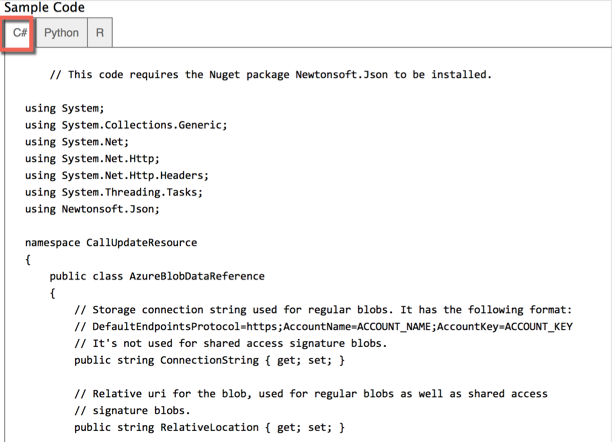 Sample Code
C# Python R
// This code requires the Nuget package Newtonsoft.Json to be installed.
using System;
using System.Collections.Generic;
using System.Net;
using System.Net.Http;
using System.Net.Http.Headers;
using System.Threading.Tasks;
using Newtonsoft.Json;
namespace CallUpdateResource
{
public class AzureBlobDataReference
{
// Storage connection string used for regular blobs. It has the following format:
// DefaultEndpointsProtocol=https;AccountName=ACCOUNT_NAME;AccountKey=ACCOUNT_KEY
// It's not used for shared access signature blobs.
public string ConnectionString { get; set; }
// Relative uri for the blob, used for regular blobs as well as shared access
// signature blobs.
public string RelativeLocation { get; set; }